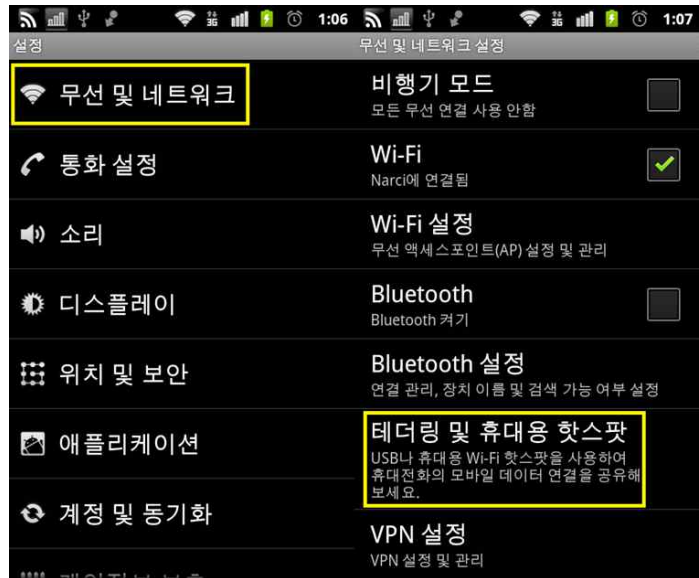 1:06
설정
무선 및 네트워크
통화 설정
소리
디스플레이
위치 및 보안
애플리케이션
계정 및 동기화
1:07
무선 및 네트워크 설정
비행기 모드
모든 무선 연결 사용 안함
Wi-Fi
Narci에 연결됨
Wi-Fi 설정
무선 액세스포인트(AP) 설정 및 관리
Bluetooth
Bluetooth 켜기
Bluetooth 설정
연결 관리, 장치 이름 및 검색 가능 여부 설정
테더링 및 휴대용 핫스팟
USB나 휴대용 Wi-Fi 핫스팟을 사용하여
휴대전화의 모바일 데이터 연결을 공유해
보세요.
VPN 설정
VPN 설정 및 관리